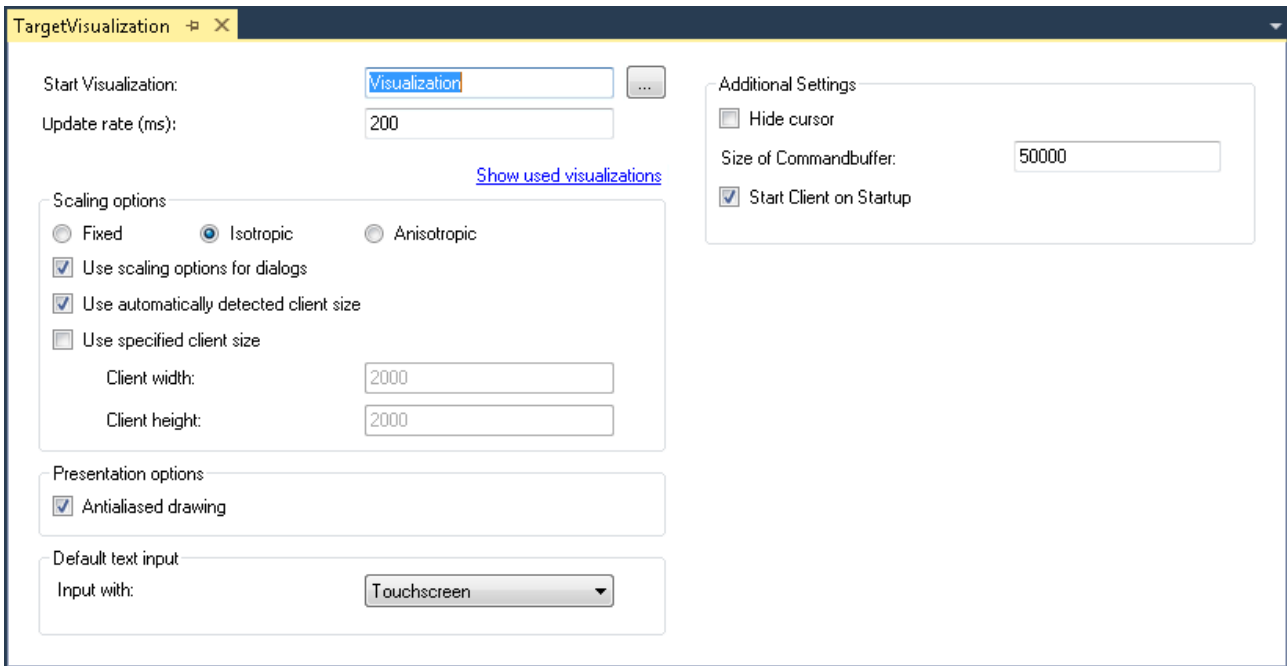 TargetVisualization
Start Visualization: Visualization ...
Update rate (ms): 200
Show used visualizations
Scaling options
Fixed Isotropic Anisotropic
Use scaling options for dialogs
Use automatically detected client size
Use specified client size
Client width: 2000
Client height: 2000
Presentation options
Antialiased drawing
Default text input
Input with: Touchscreen
Additional Settings
Hide cursor
Size of Commandbuffer: 50000
Start Client on Startup